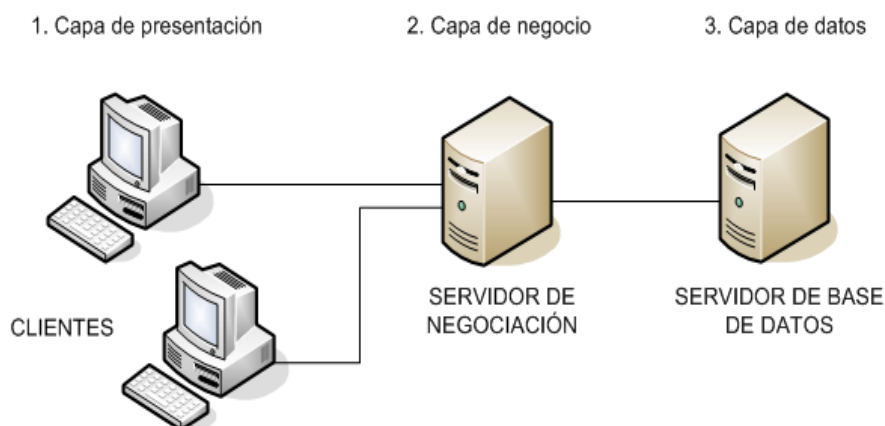 1. Capa de presentación
2. Capa de negocio
3. Capa de datos
CLIENTES
SERVIDOR DE
NEGOCIACIÓN
SERVIDOR DE BASE
DE DATOS